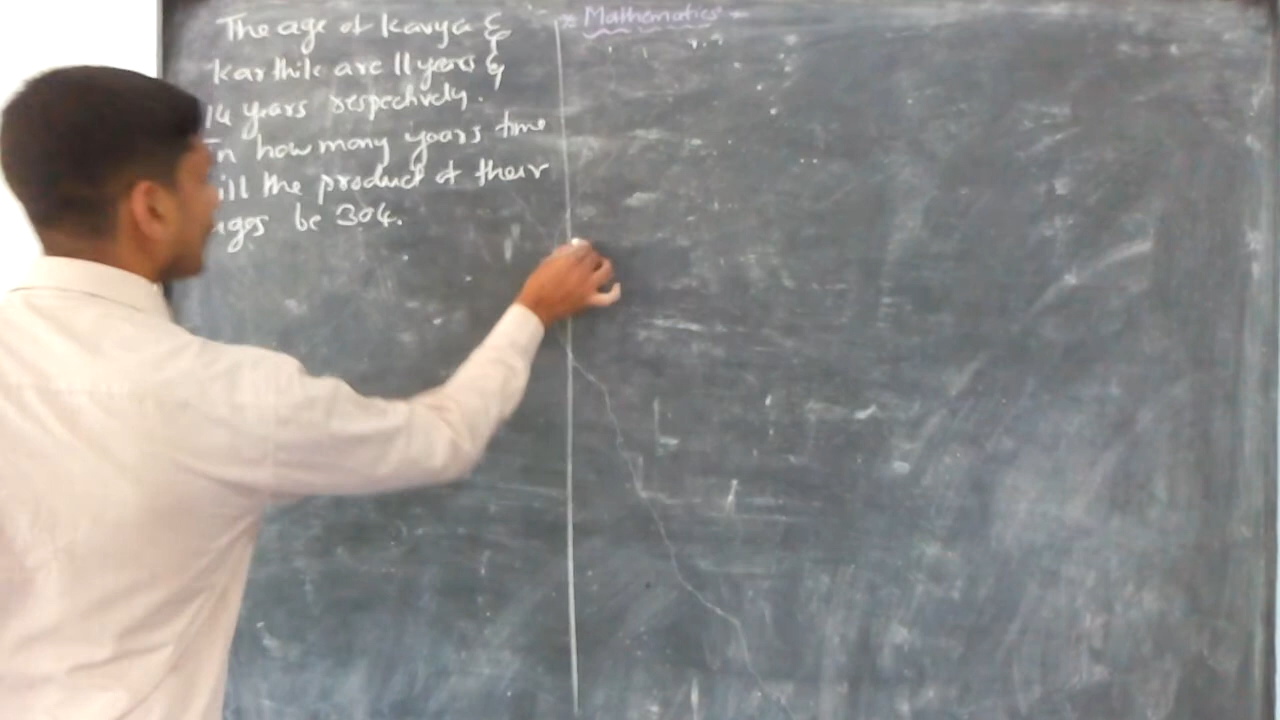 The age of Kavya &
Karthik are 11 years &
14 years respectively.
In how many years time
ill the product of their
ages be 304.
Mathematics